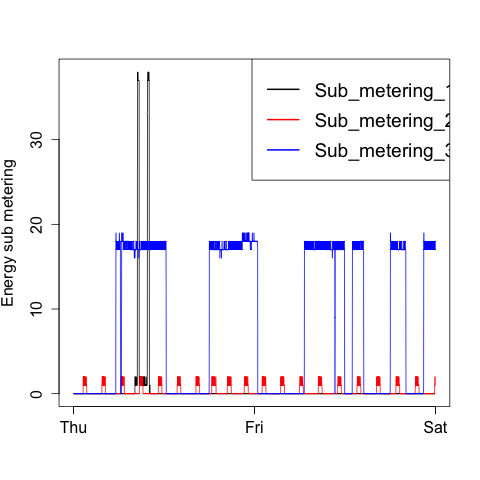 Sub_metering_1
Sub_metering_2
Sub_metering_3
Energy sub metering
30
20
10
0
Thu Fri Sat